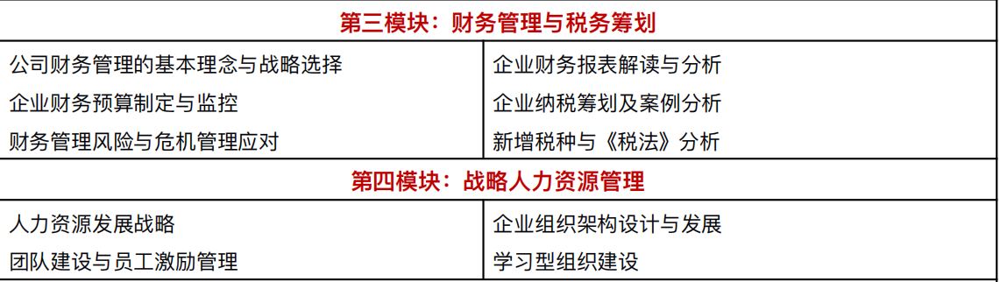 第三模块：财务管理与税务筹划
公司财务管理的基本理念与战略选择
企业财务预算制定与监控
财务管理风险与危机管理应对
企业财务报表解读与分析
企业纳税筹划及案例分析
新增税种与《税法》分析
第四模块：战略人力资源管理
人力资源发展战略
团队建设与员工激励管理
企业组织架构设计与发展
学习型组织建设